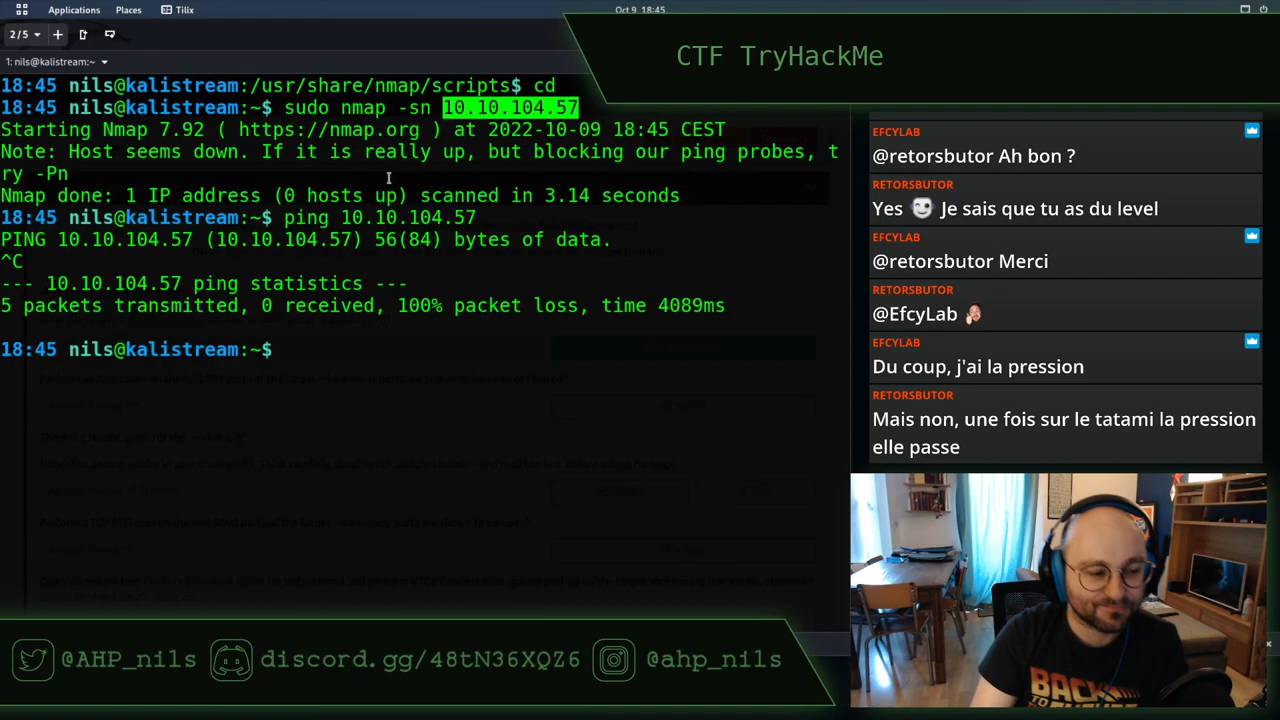 Applications Places Tilix
Oct 9 18:45
2/5
1: nils@kalistream:~
CTF TryHackMe
18:45 nils@kalistream:/usr/share/nmap/scripts$ cd
18:45 nils@kalistream:~$ sudo nmap -sn 10.10.104.57
Starting Nmap 7.92 ( https://nmap.org ) at 2022-10-09 18:45 CEST
Note: Host seems down. If it is really up, but blocking our ping probes, t
ry -Pn
Nmap done: 1 IP address (0 hosts up) scanned in 3.14 seconds
18:45 nils@kalistream:~$ ping 10.10.104.57
PING 10.10.104.57 (10.10.104.57) 56(84) bytes of data.
^C
--- 10.10.104.57 ping statistics ---
5 packets transmitted, 0 received, 100% packet loss, time 4089ms
18:45 nils@kalistream:~$
EFCYLAB
@retorsbutor Ah bon ?
RETORSBUTOR
Yes Je sais que tu as du level
EFCYLAB
@retorsbutor Merci
RETORSBUTOR
@EfcyLab
EFCYLAB
Du coup, j'ai la pression
RETORSBUTOR
Mais non, une fois sur le tatami la pression
elle passe
BACK
@AHP_nils discord.gg/48tN36XQZ6 @ahp_nils